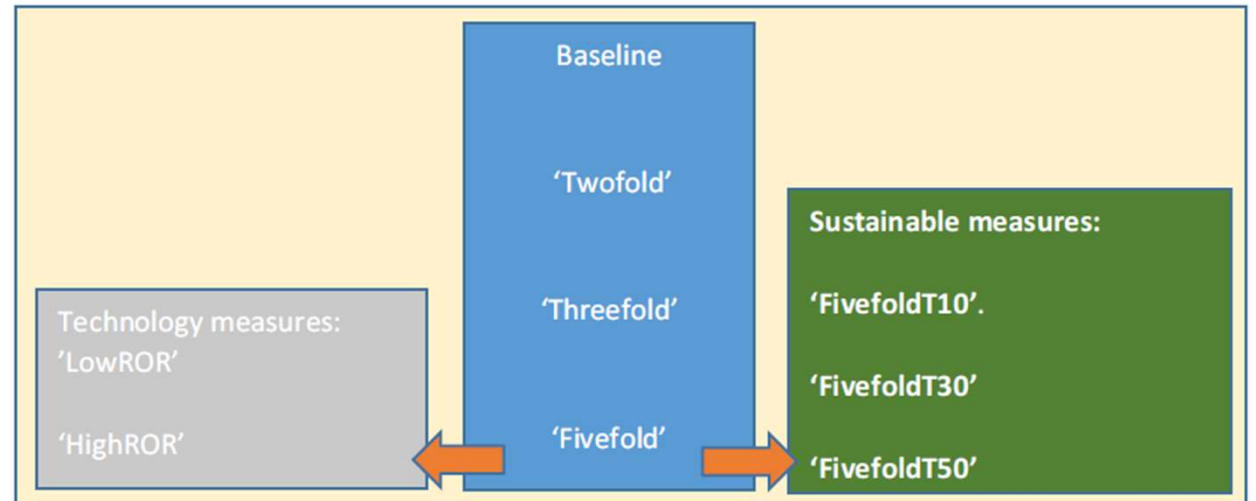 Baseline
‘Twofold’
‘Threefold’
‘Fivefold’
Technology measures:
’LowROR’
‘HighROR’
Sustainable measures:
‘FivefoldT10’.
‘FivefoldT30’
‘FivefoldT50’